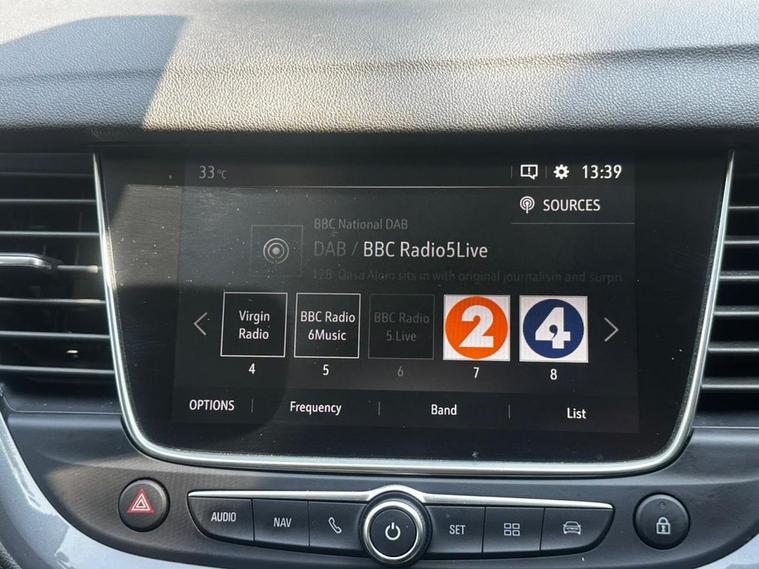 33°C 13:39
SOURCES
BBC National DAB
DAB / BBC Radio5Live
12B: Qasa Alom sits in with original journalism and surpri
Virgin Radio
BBC Radio 6Music
BBC Radio 5 Live
2
4
4 5 6 7 8
OPTIONS Frequency Band List
AUDIO NAV SET